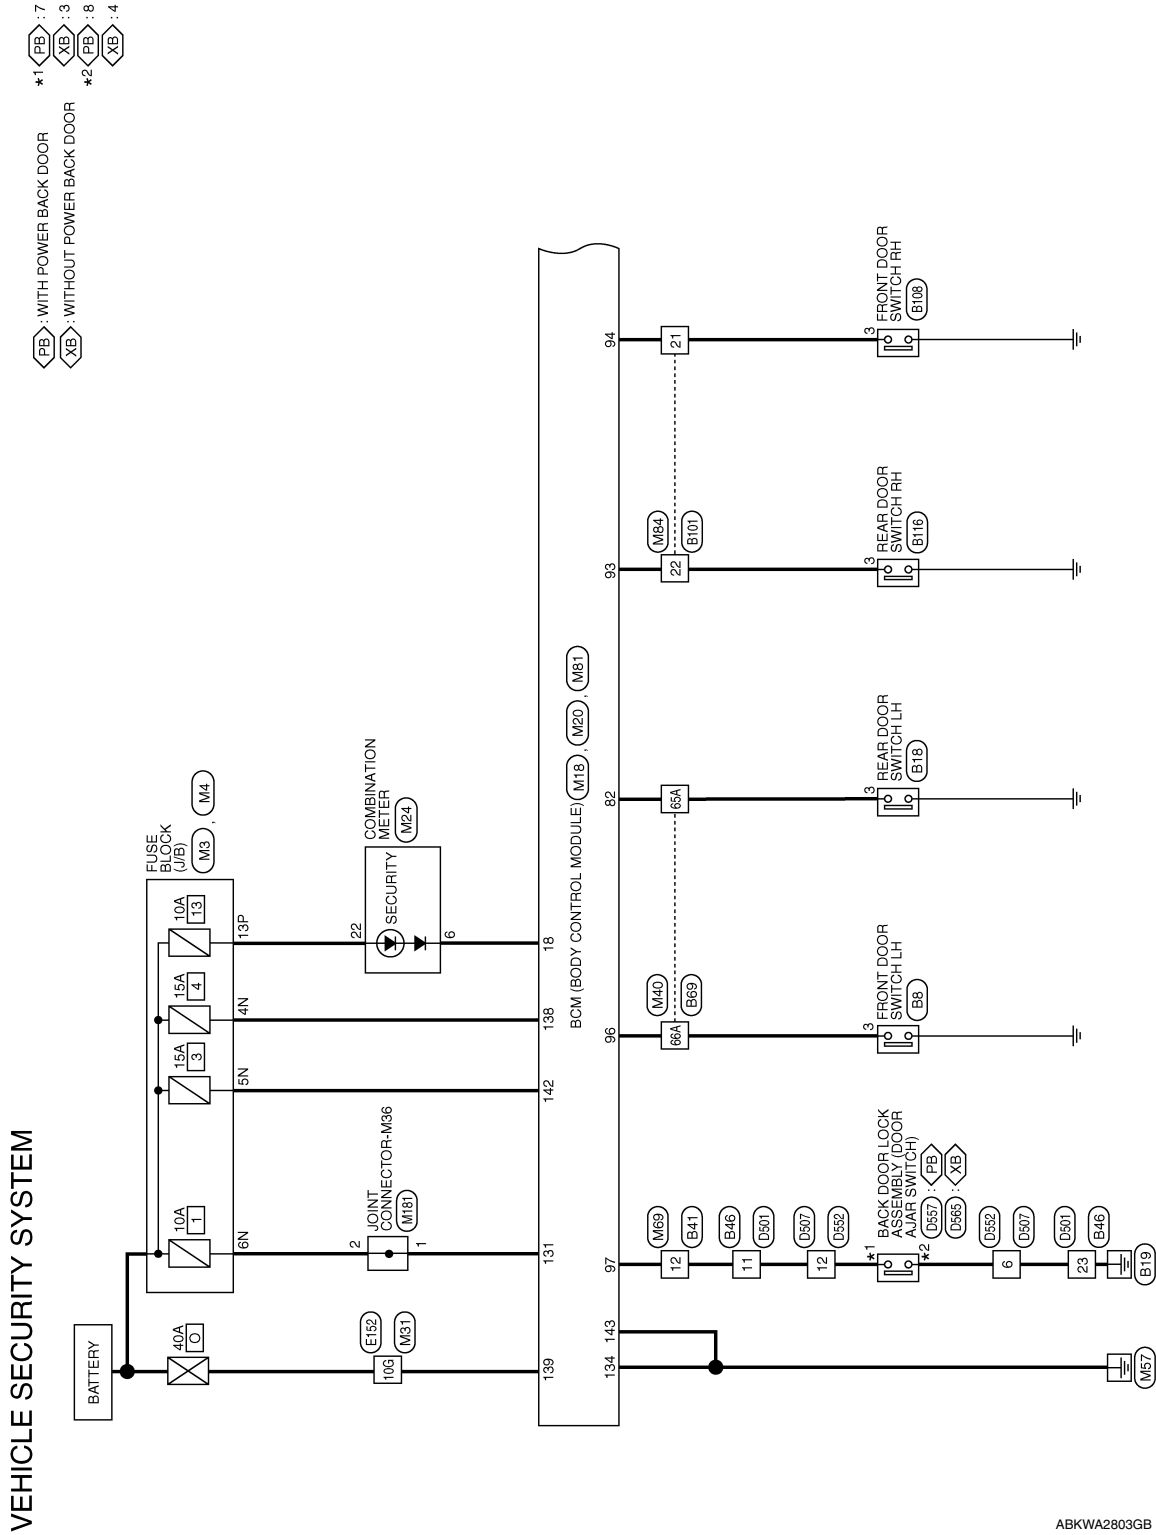 VEHICLE SECURITY SYSTEM
PB : WITH POWER BACK DOOR
XB : WITHOUT POWER BACK DOOR
*1 PB : 7
XB : 3
*2 PB : 8
XB : 4
BATTERY
40A
O
10A
1
15A
3
15A
4
10A
13
FUSE
BLOCK
(J/B)
M3 , M4
6N
5N
4N
13P
E152
10G
M31
2
JOINT
CONNECTOR-M36
M181
1
22
SECURITY
6
COMBINATION
METER
M24
139
131
142
138
18
BCM (BODY CONTROL MODULE) M18 , M20 , M81
134
143
97
96
82
93
94
M69
12
B41
B46
11
D501
D507
12
D552
*1
BACK DOOR LOCK
ASSEMBLY (DOOR
AJAR SWITCH)
D557 : PB
D565 : XB
*2
D552
6
D507
D501
23
B46
B19
M57
M40
66A
B69
65A
M84
22
B101
21
3
FRONT DOOR
SWITCH LH
B8
3
REAR DOOR
SWITCH LH
B18
3
REAR DOOR
SWITCH RH
B116
3
FRONT DOOR
SWITCH RH
B108
ABKWA2803GB